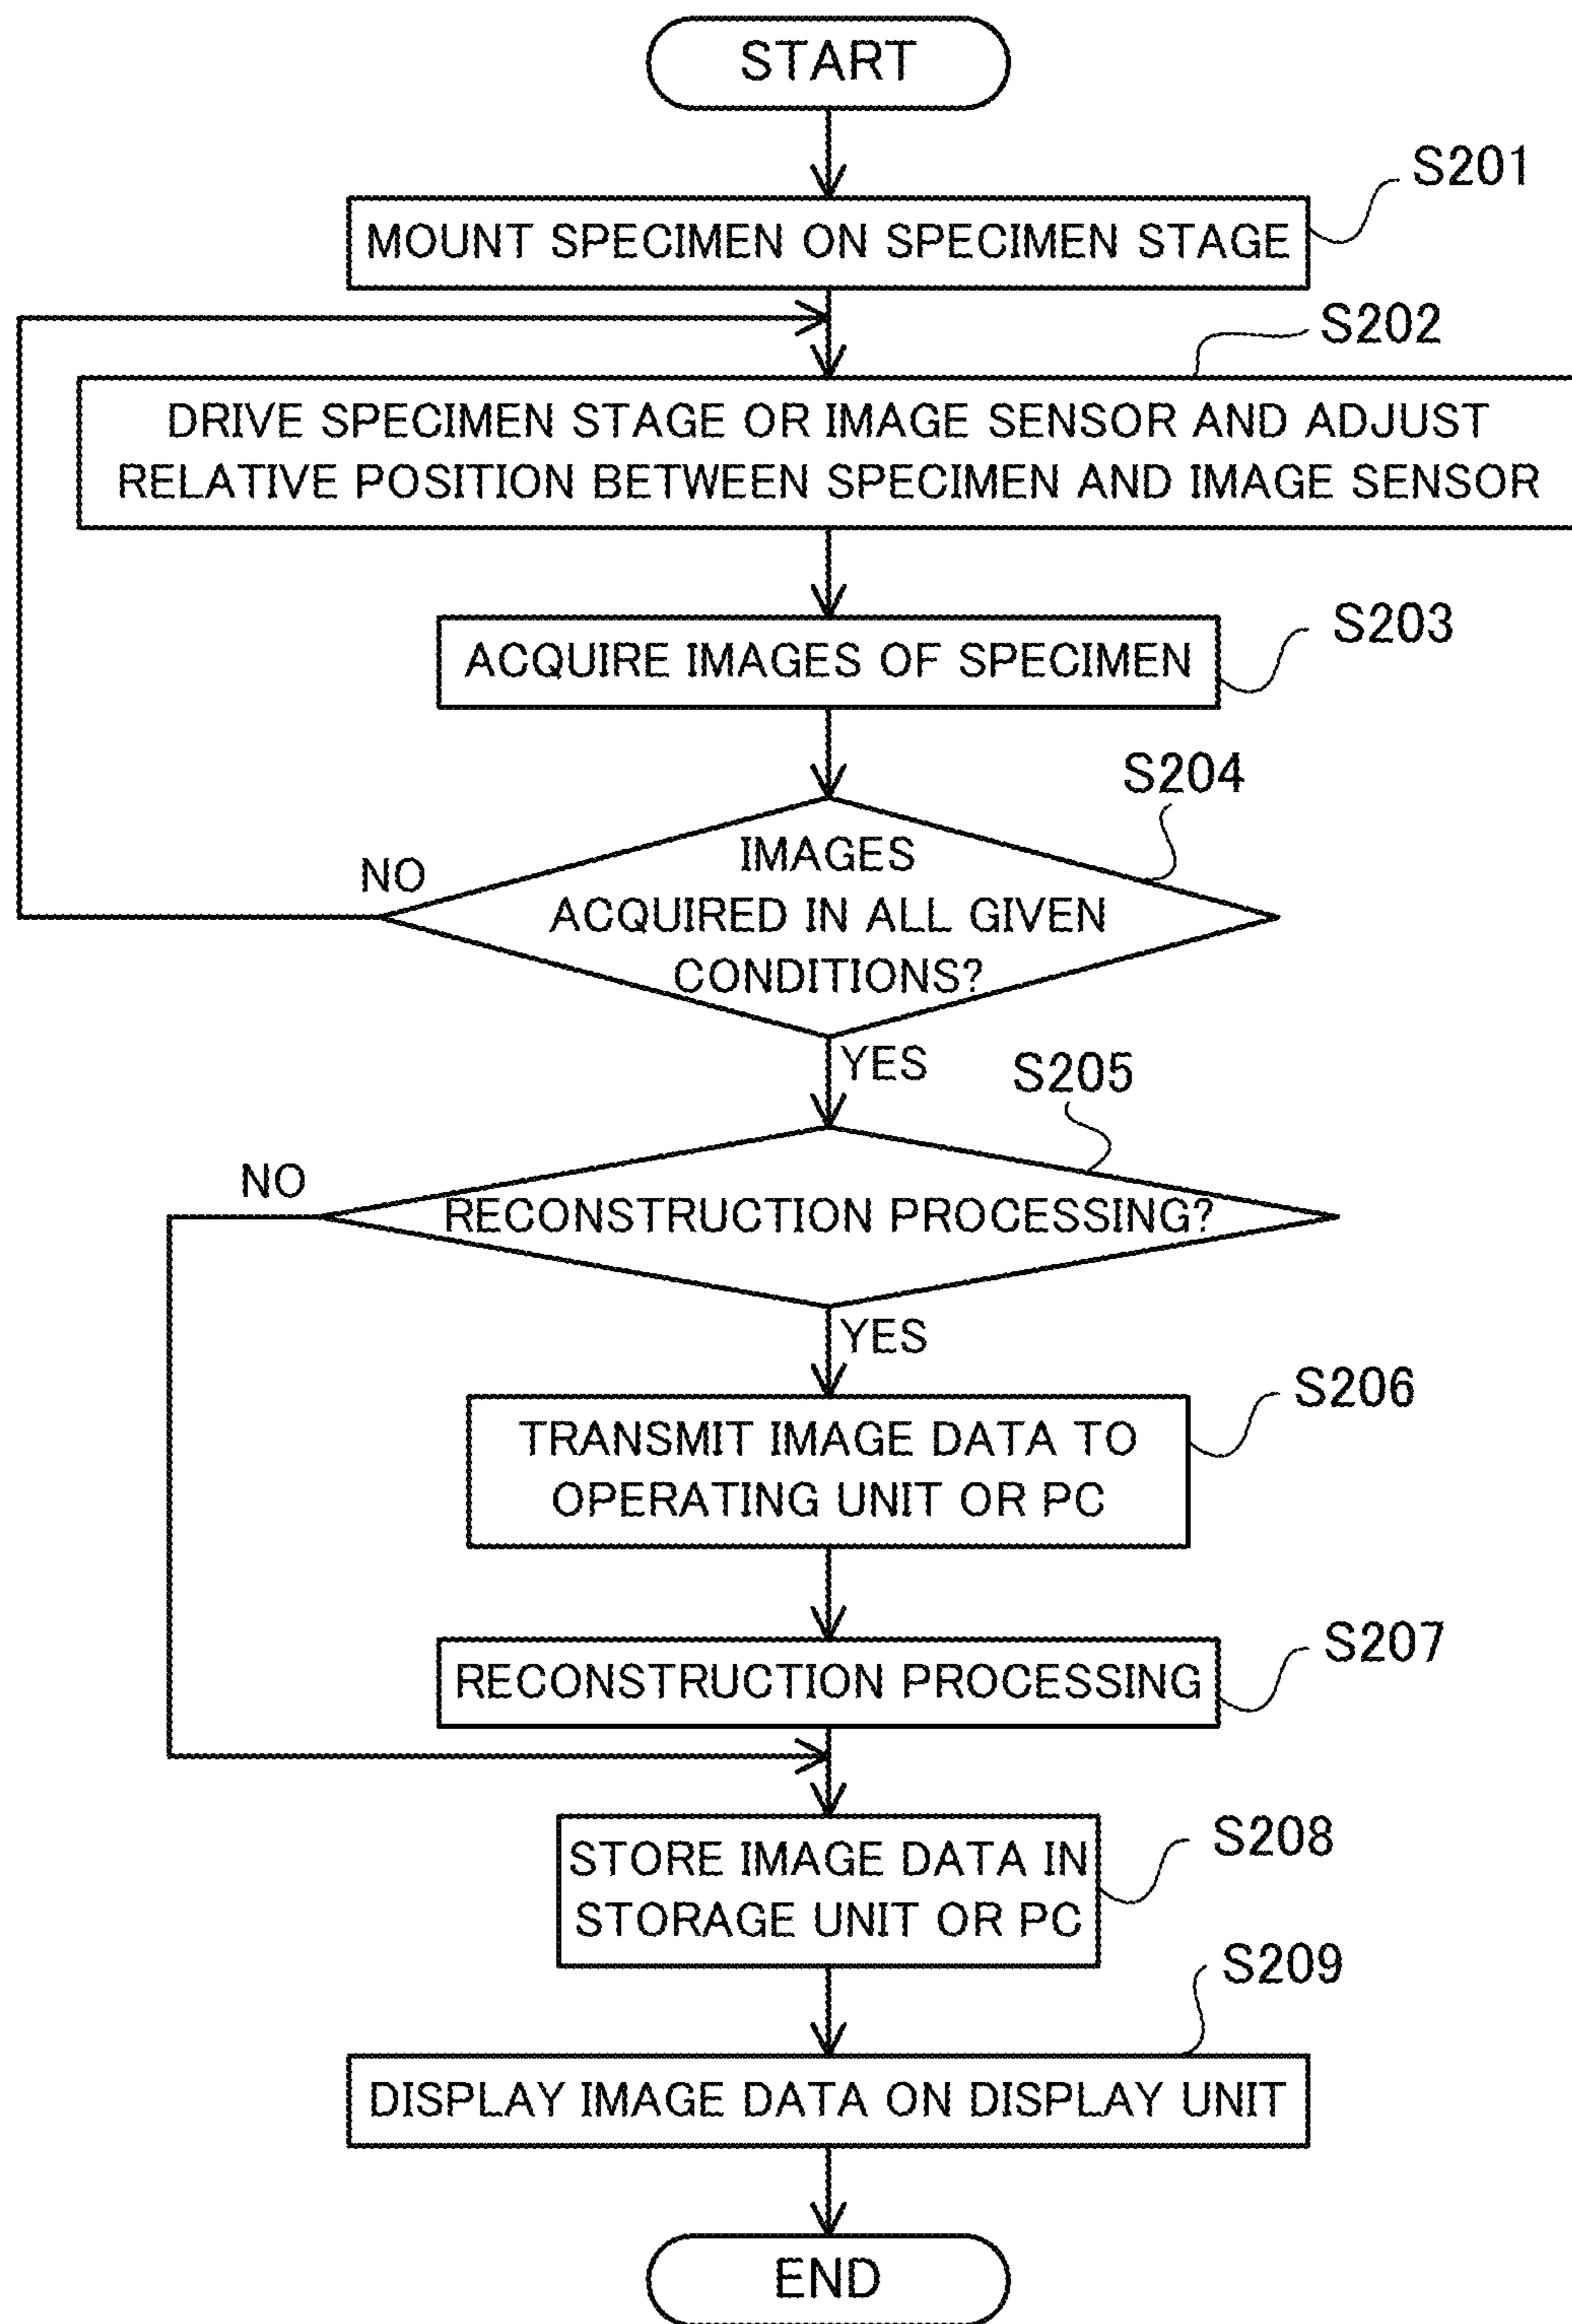 START
S201
MOUNT SPECIMEN ON SPECIMEN STAGE
S202
DRIVE SPECIMEN STAGE OR IMAGE SENSOR AND ADJUST
RELATIVE POSITION BETWEEN SPECIMEN AND IMAGE SENSOR
S203
ACQUIRE IMAGES OF SPECIMEN
S204
IMAGES
NO
ACQUIRED IN ALL GIVEN
CONDITIONS?
YES
S205
NO
RECONSTRUCTION PROCESSING?
YES
S206
TRANSMIT IMAGE DATA TO
OPERATING UNIT OR PC
S207
RECONSTRUCTION PROCESSING
S208
STORE IMAGE DATA IN
STORAGE UNIT OR PC
S209
DISPLAY IMAGE DATA ON DISPLAY UNIT
END